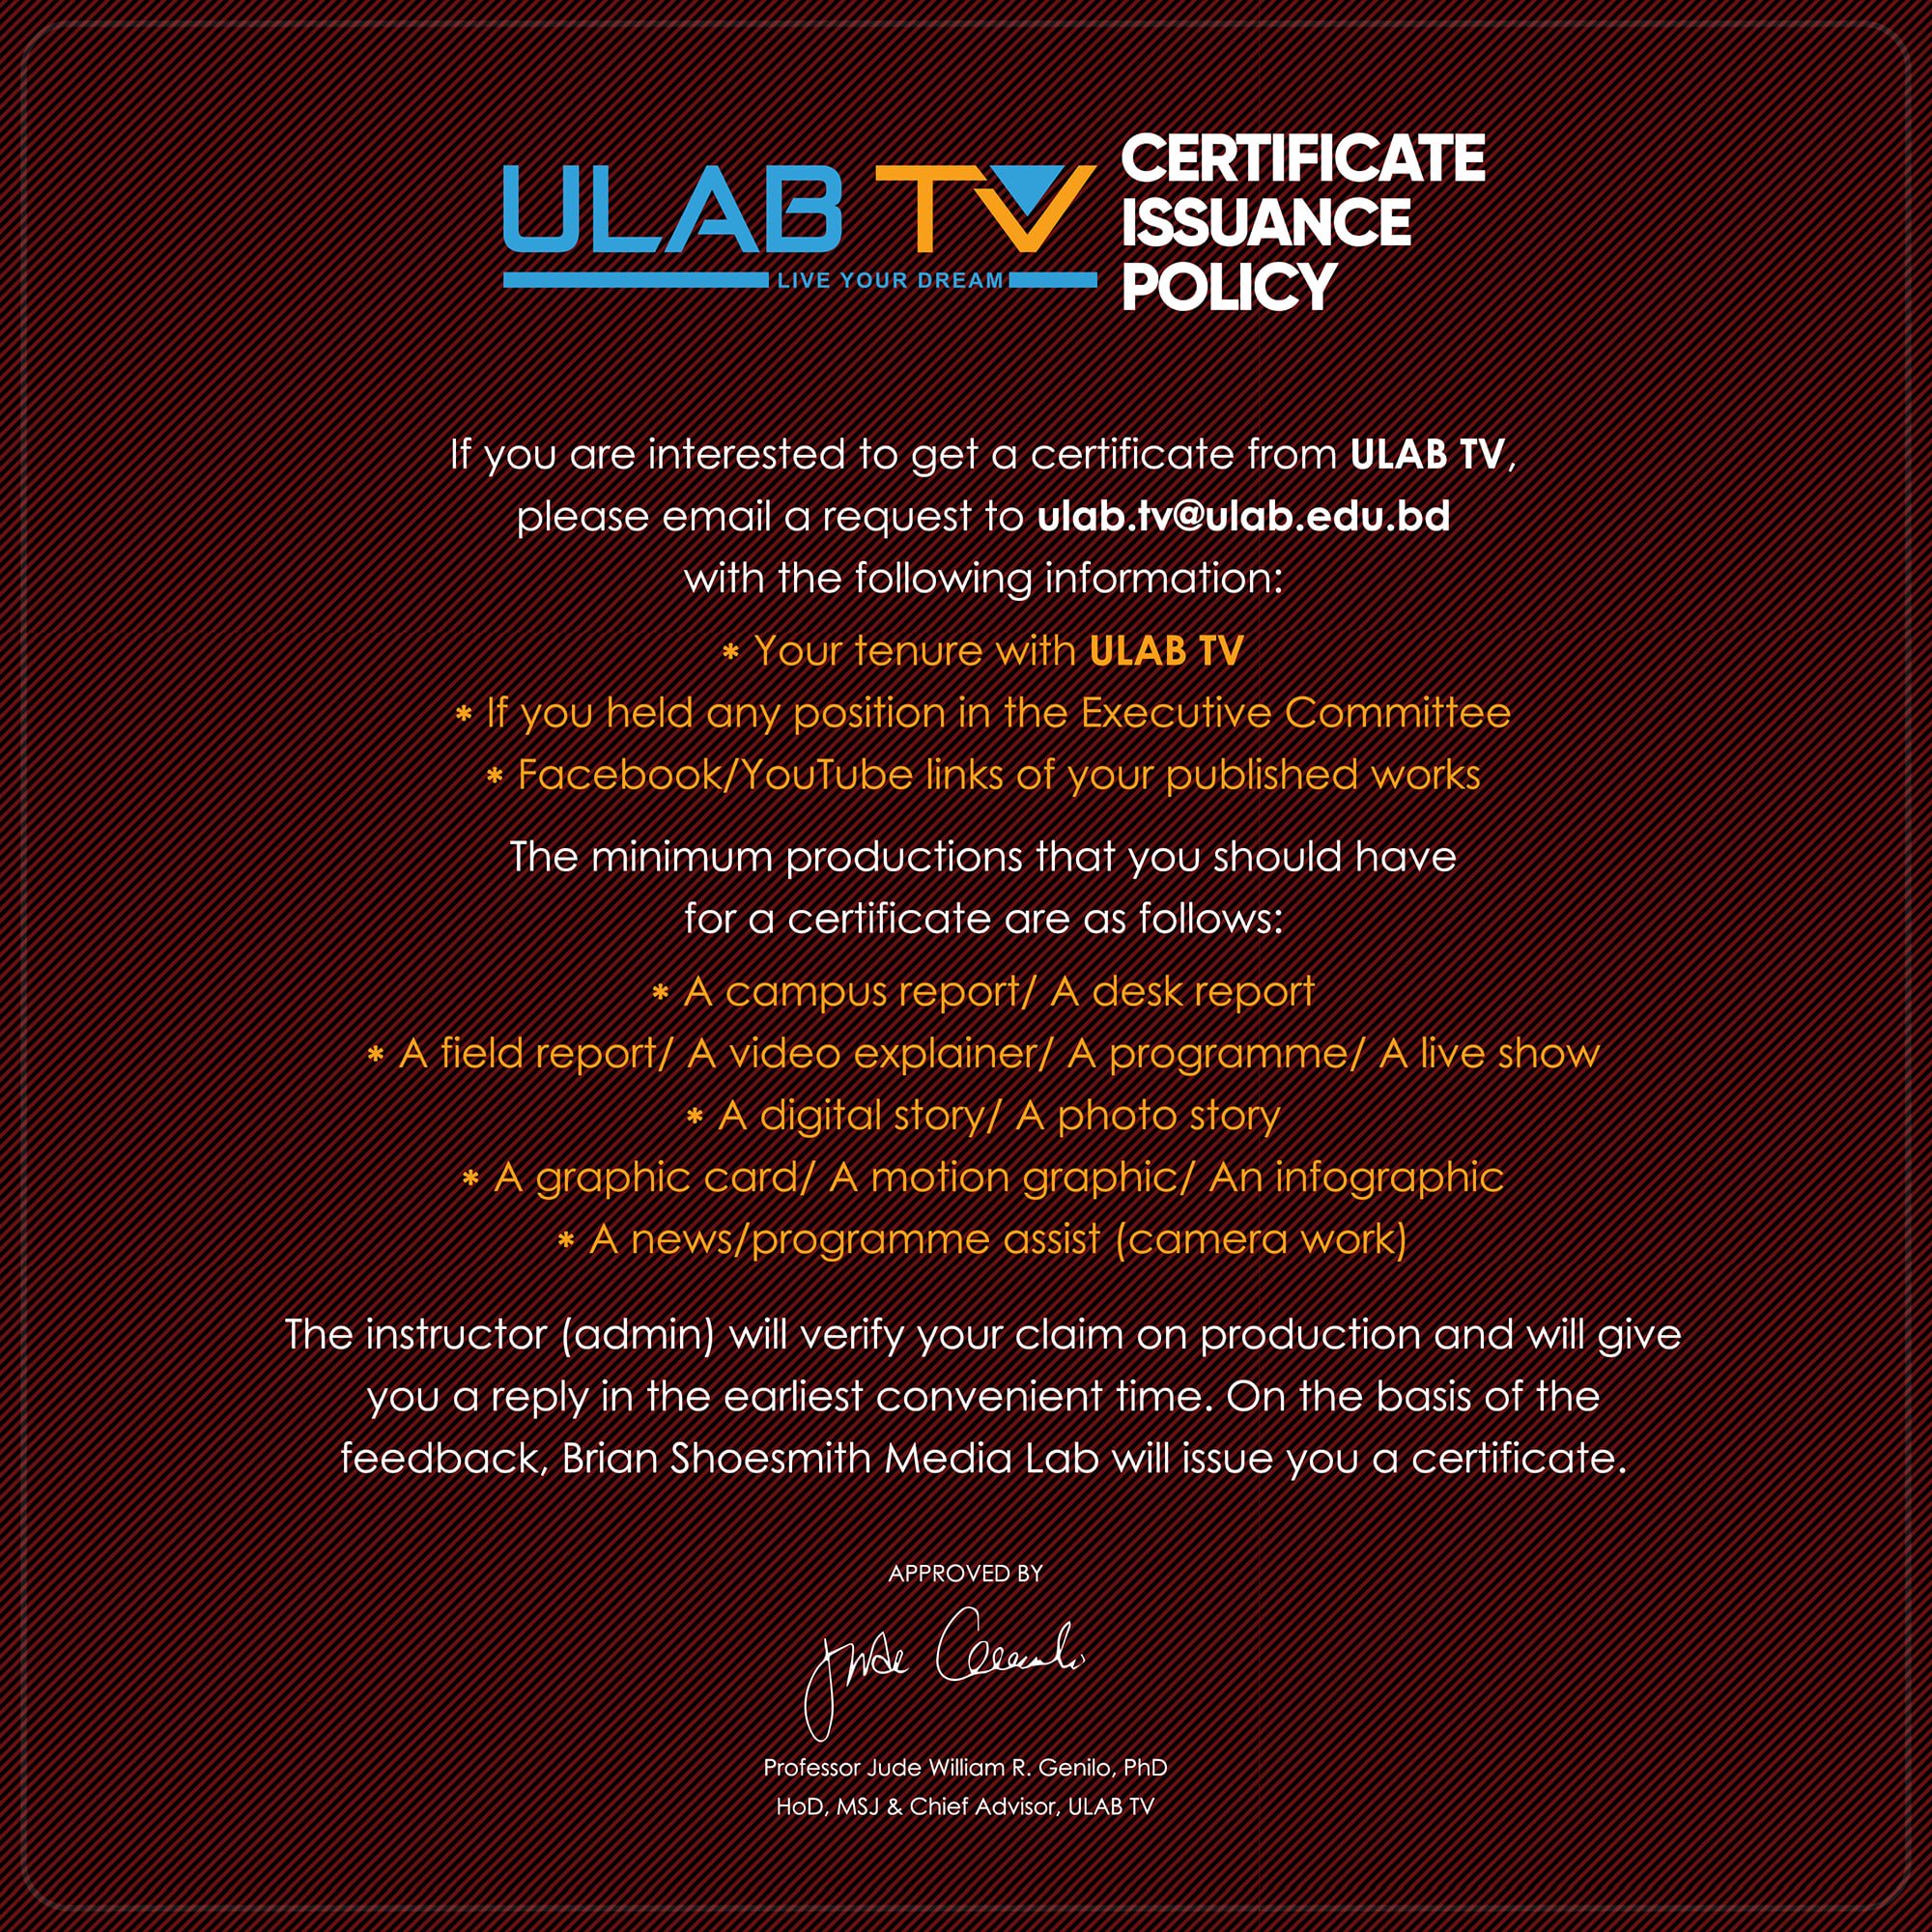 ULAB TV
LIVE YOUR DREAM
CERTIFICATE
ISSUANCE
POLICY
If you are interested to get a certificate from ULAB TV,
please email a request to ulab.tv@ulab.edu.bd
with the following information:
* Your tenure with ULAB TV
* If you held any position in the Executive Committee
* Facebook/YouTube links of your published works
The minimum productions that you should have
for a certificate are as follows:
* A campus report/ A desk report
* A field report/ A video explainer/ A programme/ A live show
* A digital story/ A photo story
* A graphic card/ A motion graphic/ An infographic
* A news/programme assist (camera work)
The instructor (admin) will verify your claim on production and will give
you a reply in the earliest convenient time. On the basis of the
feedback, Brian Shoesmith Media Lab will issue you a certificate.
APPROVED BY
Professor Jude William R. Genilo, PhD
HoD, MSJ & Chief Advisor, ULAB TV